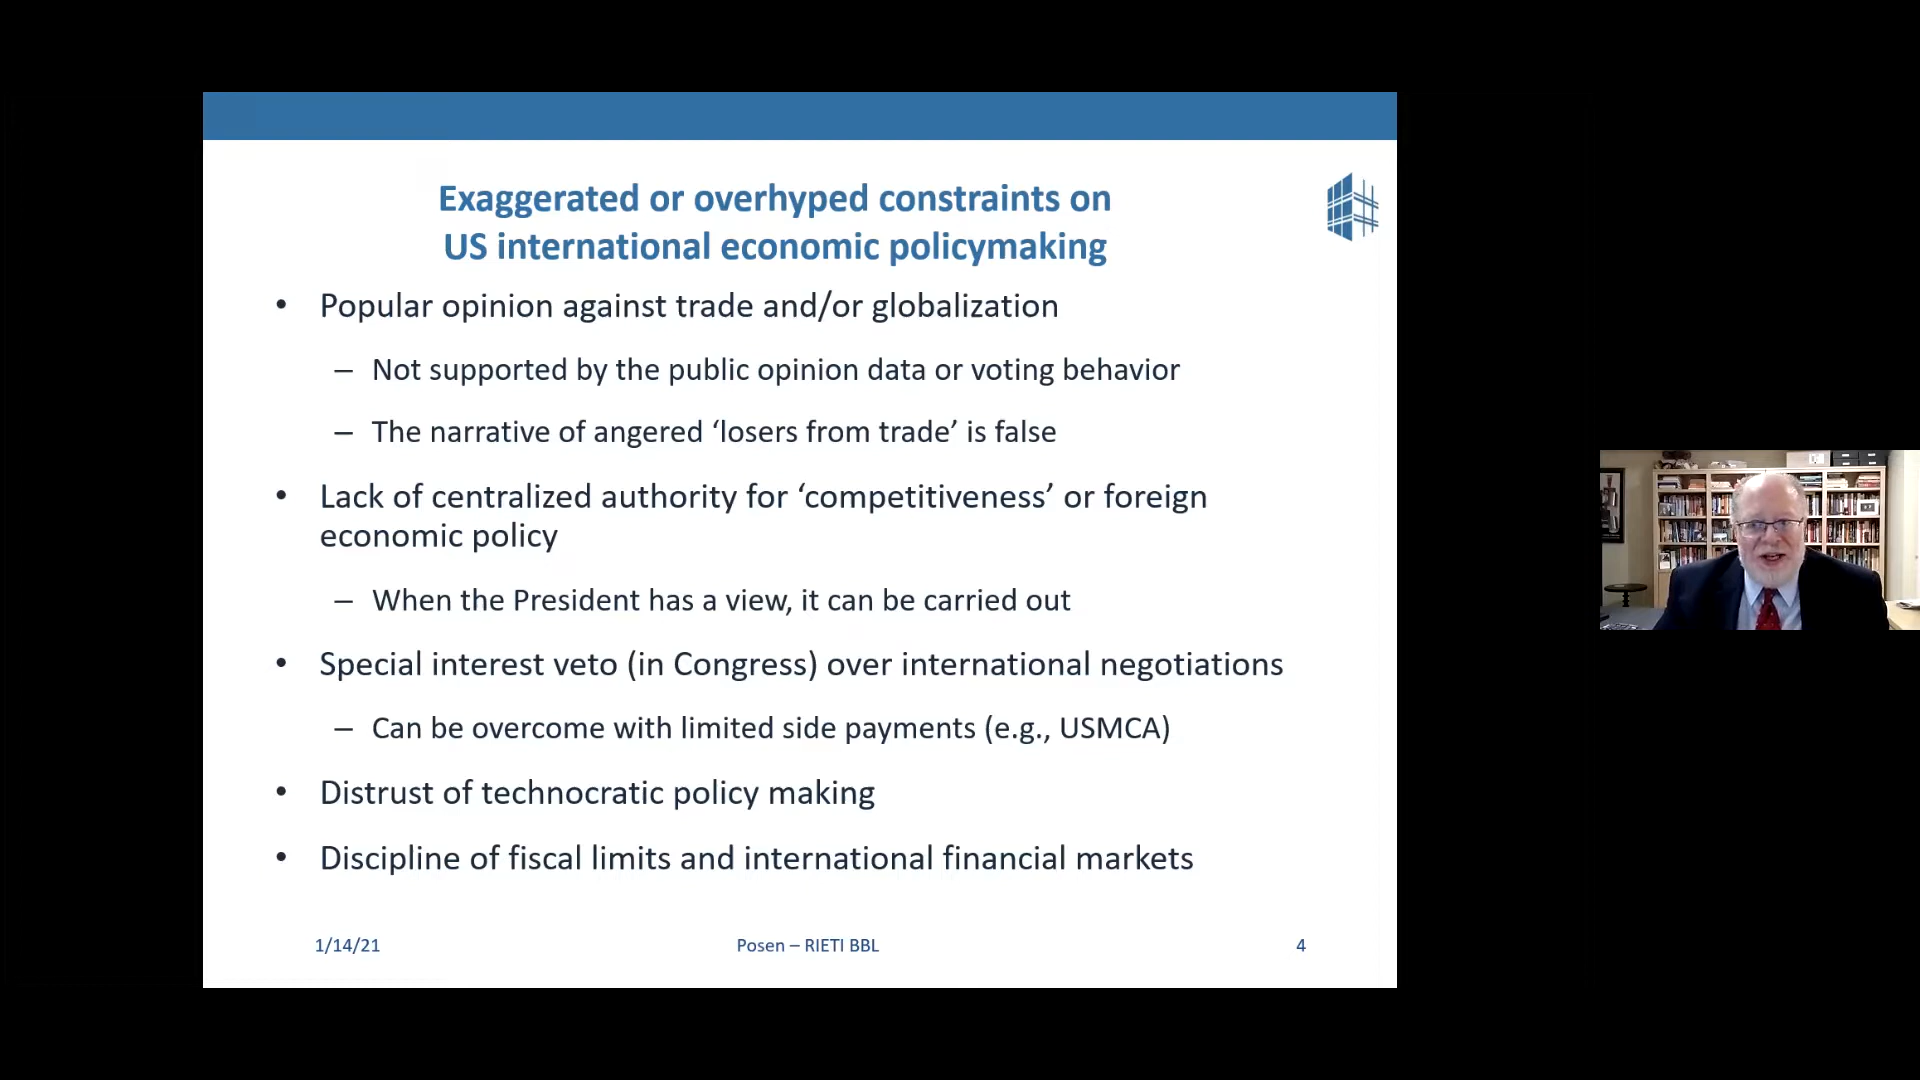 Exaggerated or overhyped constraints on
US international economic policymaking
• Popular opinion against trade and/or globalization
– Not supported by the public opinion data or voting behavior
– The narrative of angered ‘losers from trade’ is false
• Lack of centralized authority for ‘competitiveness’ or foreign
economic policy
– When the President has a view, it can be carried out
• Special interest veto (in Congress) over international negotiations
– Can be overcome with limited side payments (e.g., USMCA)
• Distrust of technocratic policy making
• Discipline of fiscal limits and international financial markets
1/14/21
Posen – RIETI BBL
4